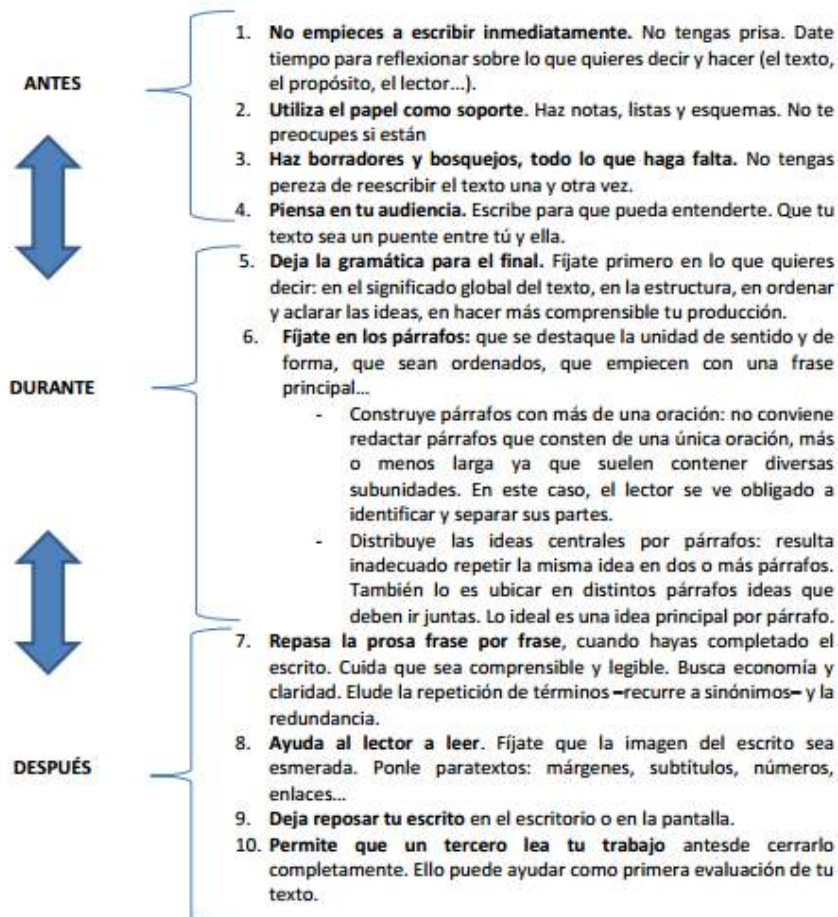 1. No empieces a escribir inmediatamente. No tengas prisa. Date
tiempo para reflexionar sobre lo que quieres decir y hacer (el texto,
el propósito, el lector...).
ANTES
2. Utiliza el papel como soporte. Haz notas, listas y esquemas. No te
preocupes si están
3. Haz borradores y bosquejos, todo lo que haga falta. No tengas
pereza de reescribir el texto una y otra vez.
4. Piensa en tu audiencia. Escribe para que pueda entenderte. Que tu
texto sea un puente entre tú y ella.
5. Deja la gramática para el final. Fíjate primero en lo que quieres
decir: en el significado global del texto, en la estructura, en ordenar
y aclarar las ideas, en hacer más comprensible tu producción.
6. Fíjate en los párrafos: que se destaque la unidad de sentido y de
forma, que sean ordenados, que empiecen con una frase
principal...
DURANTE
- Construye párrafos con más de una oración: no conviene
redactar párrafos que consten de una única oración, más
o menos larga ya que suelen contener diversas
subunidades. En este caso, el lector se ve obligado a
identificar y separar sus partes.
- Distribuye las ideas centrales por párrafos: resulta
inadecuado repetir la misma idea en dos o más párrafos.
También lo es ubicar en distintos párrafos ideas que
deben ir juntas. Lo ideal es una idea principal por párrafo.
7. Repasa la prosa frase por frase, cuando hayas completado el
escrito. Cuida que sea comprensible y legible. Busca economía y
claridad. Elude la repetición de términos –recurre a sinónimos– y la
redundancia.
8. Ayuda al lector a leer. Fíjate que la imagen del escrito sea
esmerada. Ponle paratextos: márgenes, subtítulos, números,
enlaces...
DESPUÉS
9. Deja reposar tu escrito en el escritorio o en la pantalla.
10. Permite que un tercero lea tu trabajo antesde cerrarlo
completamente. Ello puede ayudar como primera evaluación de tu
texto.